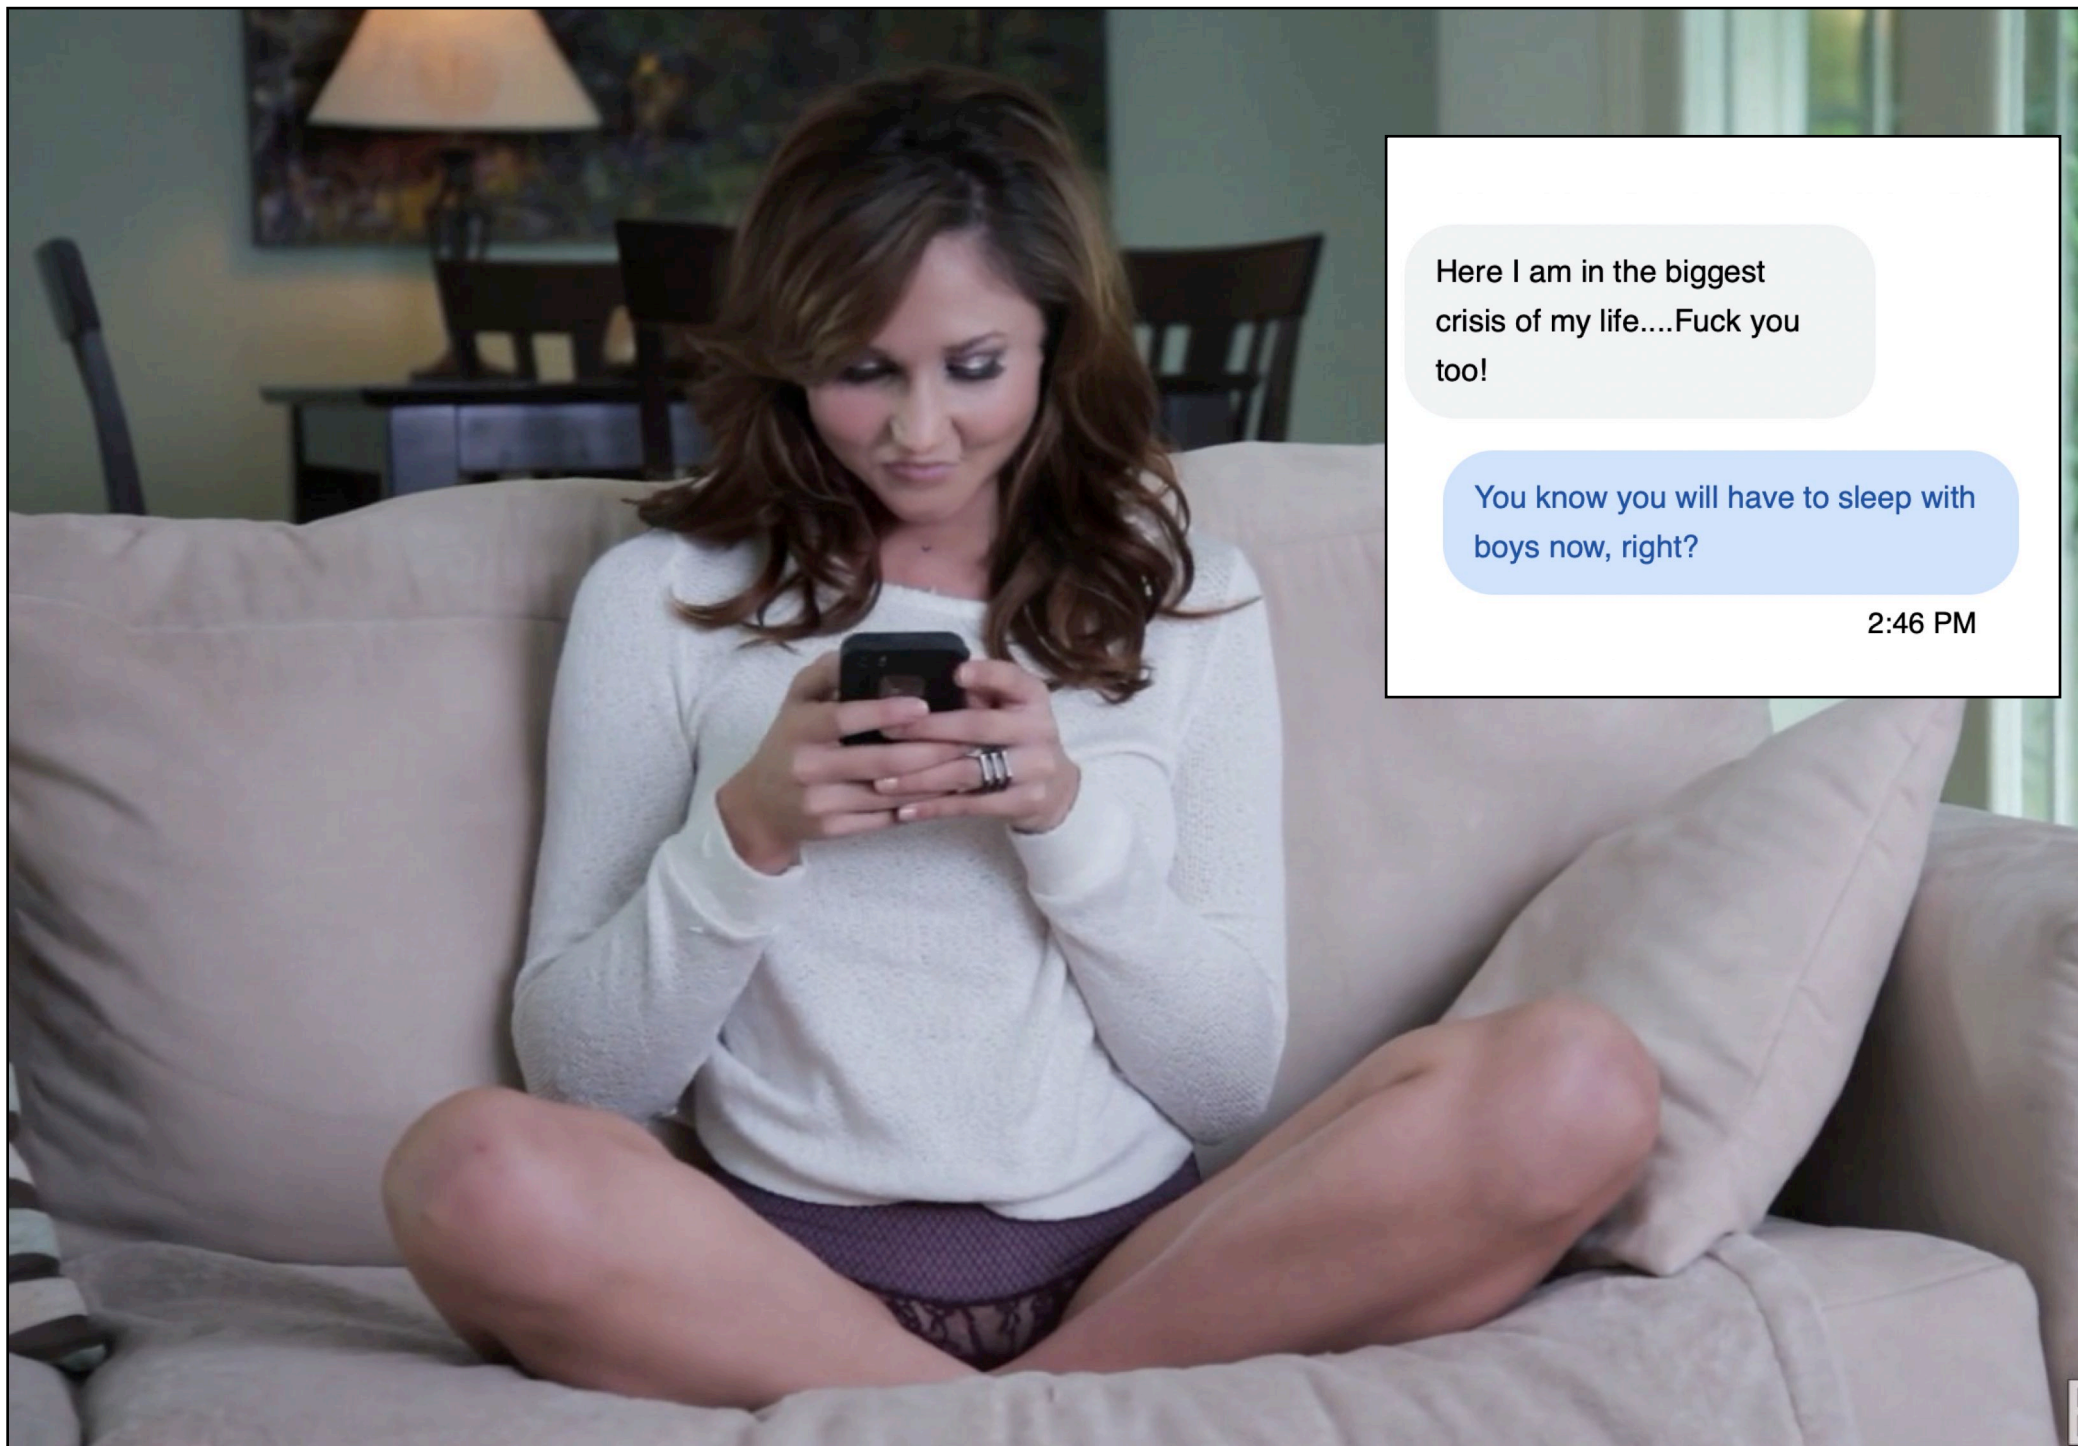 Here I am in the biggest
crisis of my life....Fuck you
too!
You know you will have to sleep with
boys now, right?
2:46 PM